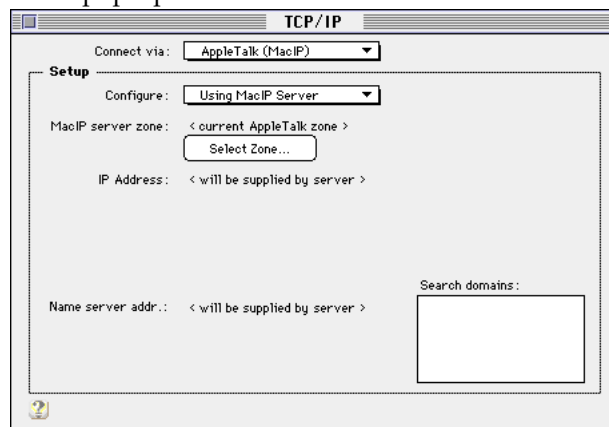 TCP/IP
Connect via: AppleTalk (MacIP)
Setup
Configure: Using MacIP Server
MacIP server zone: < current AppleTalk zone >
Select Zone...
IP Address: < will be supplied by server >
Search domains:
Name server addr.: < will be supplied by server >